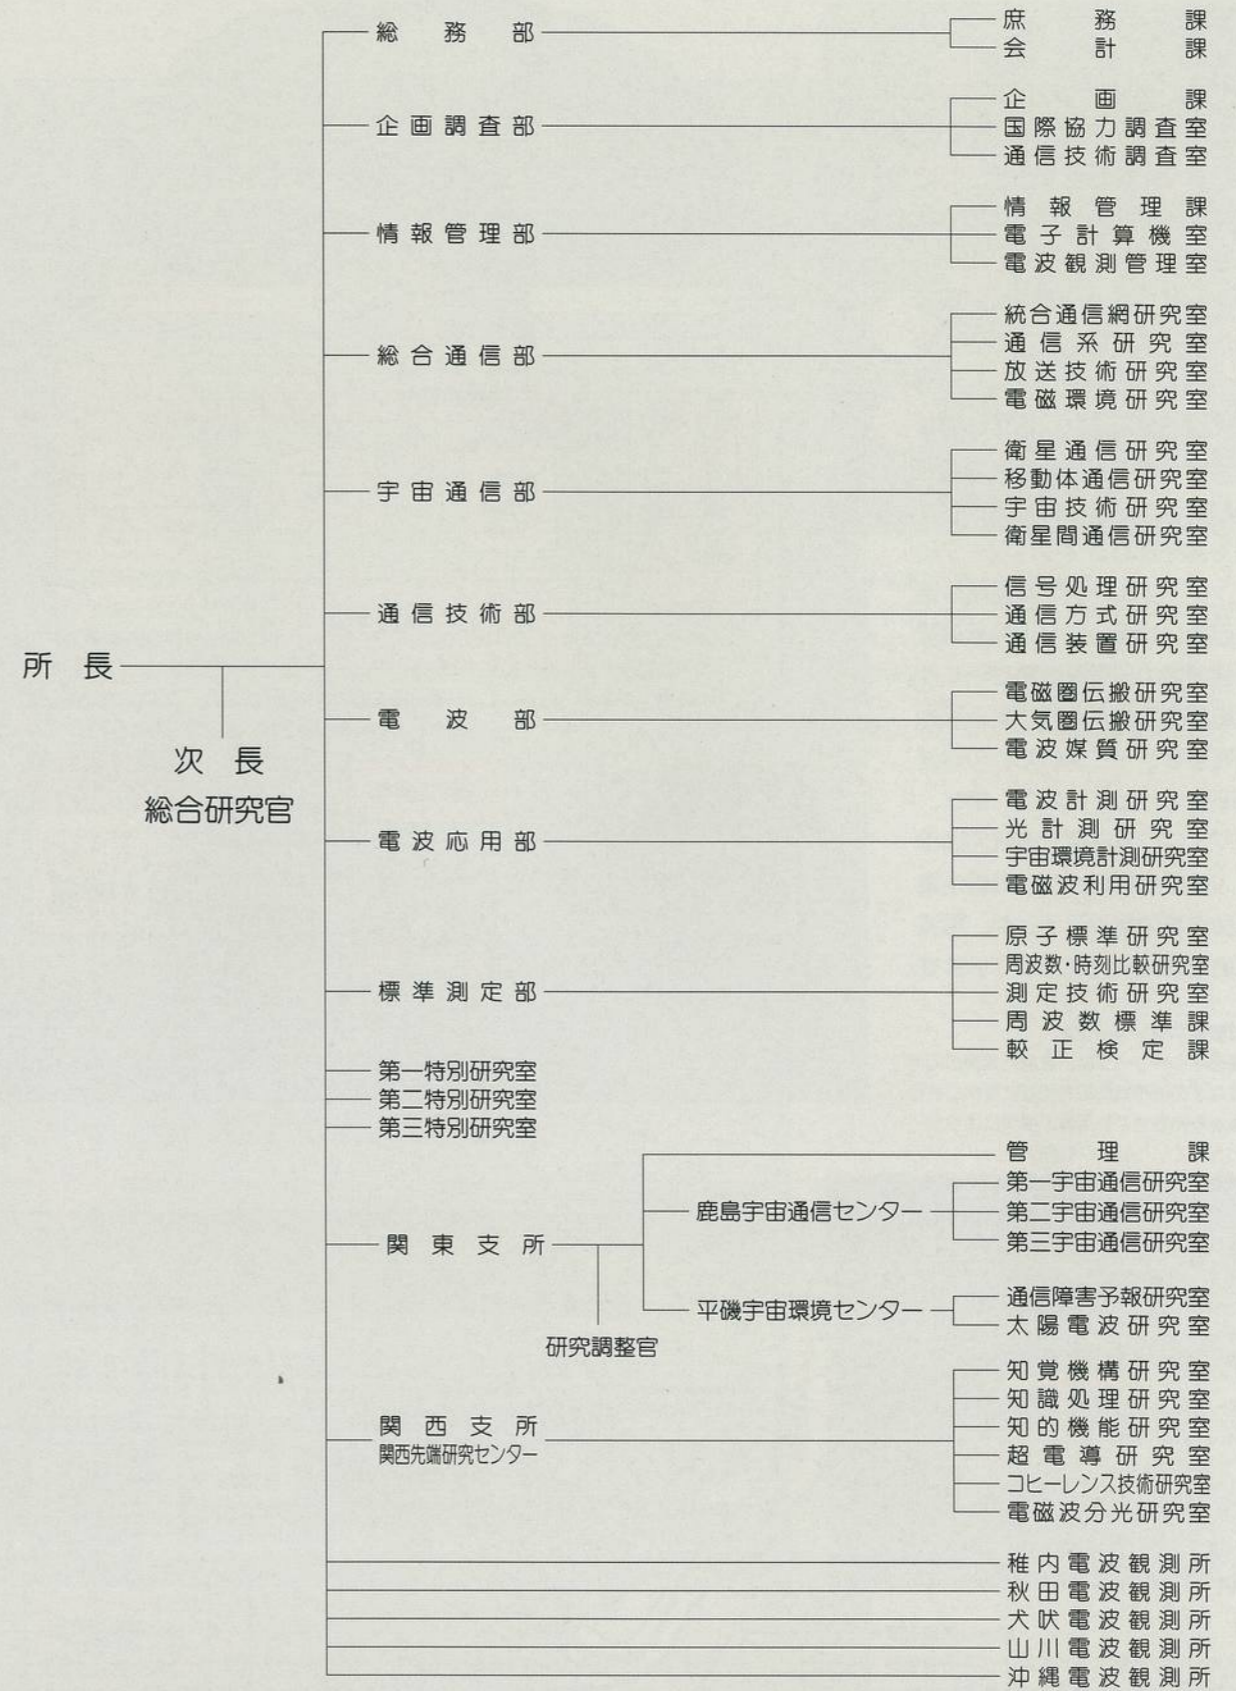 所長
次長
総合研究官
総務部
庶務課
会計課
企画調査部
企画課
国際協力調査室
通信技術調査室
情報管理部
情報管理課
電子計算機室
電波観測管理室
総合通信部
統合通信網研究室
通信系研究室
放送技術研究室
電磁環境研究室
宇宙通信部
衛星通信研究室
移動体通信研究室
宇宙技術研究室
衛星間通信研究室
通信技術部
信号処理研究室
通信方式研究室
通信装置研究室
電波部
電磁圏伝搬研究室
大気圏伝搬研究室
電波媒質研究室
電波応用部
電波計測研究室
光計測研究室
宇宙環境計測研究室
電磁波利用研究室
標準測定部
原子標準研究室
周波数・時刻比較研究室
測定技術研究室
周波数標準課
較正検定課
第一特別研究室
第二特別研究室
第三特別研究室
関東支所
研究調整官
管理課
鹿島宇宙通信センター
第一宇宙通信研究室
第二宇宙通信研究室
第三宇宙通信研究室
平磯宇宙環境センター
通信障害予報研究室
太陽電波研究室
関西支所
関西先端研究センター
知覚機構研究室
知識処理研究室
知的機能研究室
超電導研究室
コヒーレンス技術研究室
電磁波分光研究室
稚内電波観測所
秋田電波観測所
犬吠電波観測所
山川電波観測所
沖縄電波観測所